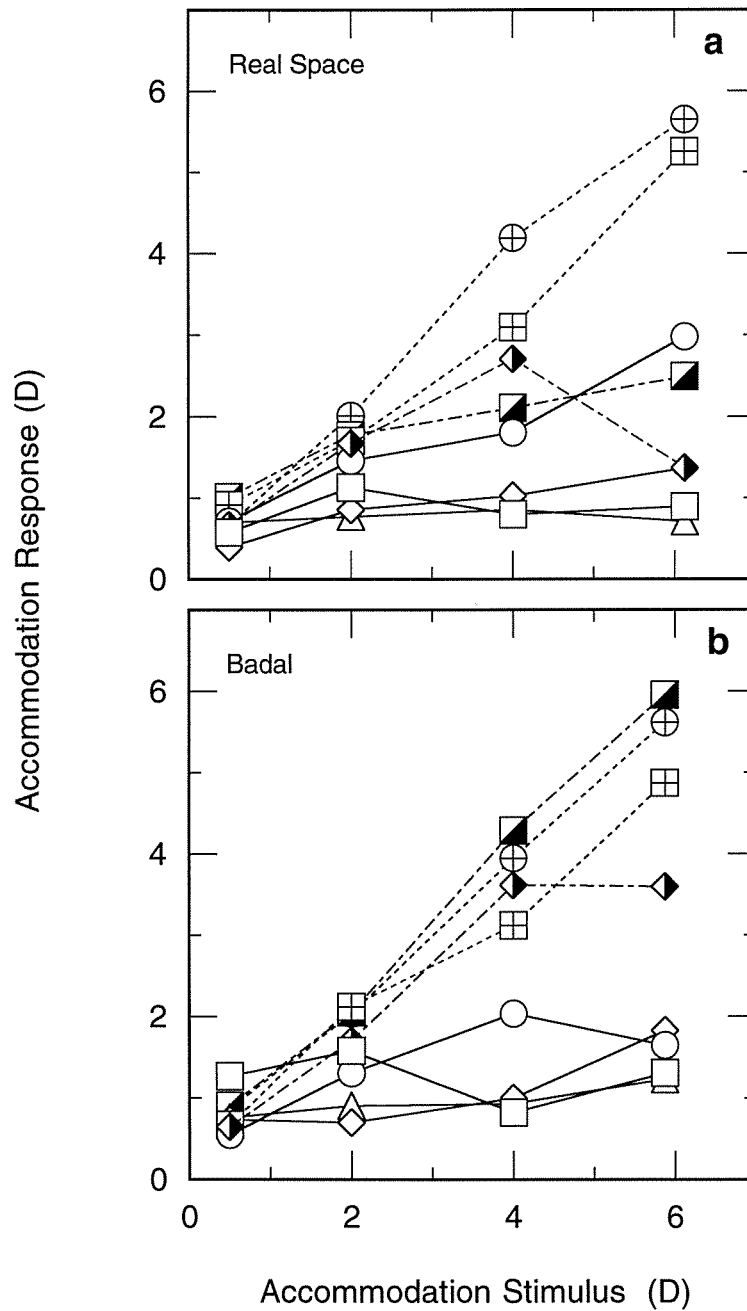 a
Real Space
6
4
2
0
b
Badal
6
4
2
0
0 2 4 6
Accommodation Response (D)
Accommodation Stimulus (D)